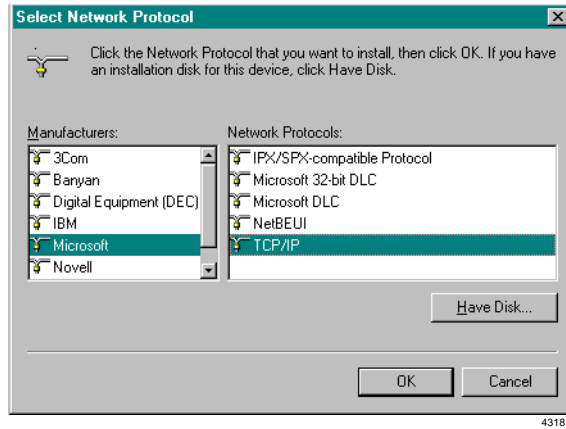 Select Network Protocol
Click the Network Protocol that you want to install, then click OK. If you have
an installation disk for this device, click Have Disk.
Manufacturers:
3Com
Banyan
Digital Equipment (DEC)
IBM
Microsoft
Novell
Network Protocols:
IPX/SPX-compatible Protocol
Microsoft 32-bit DLC
Microsoft DLC
NetBEUI
TCP/IP
Have Disk...
OK
Cancel
4318